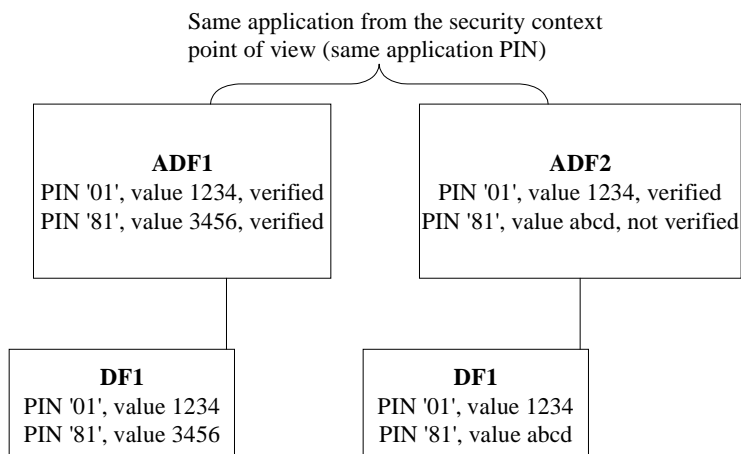 Same application from the security context
point of view (same application PIN)
ADF1
PIN '01', value 1234, verified
PIN '81', value 3456, verified
ADF2
PIN '01', value 1234, verified
PIN '81', value abcd, not verified
DF1
PIN '01', value 1234
PIN '81', value 3456
DF1
PIN '01', value 1234
PIN '81', value abcd